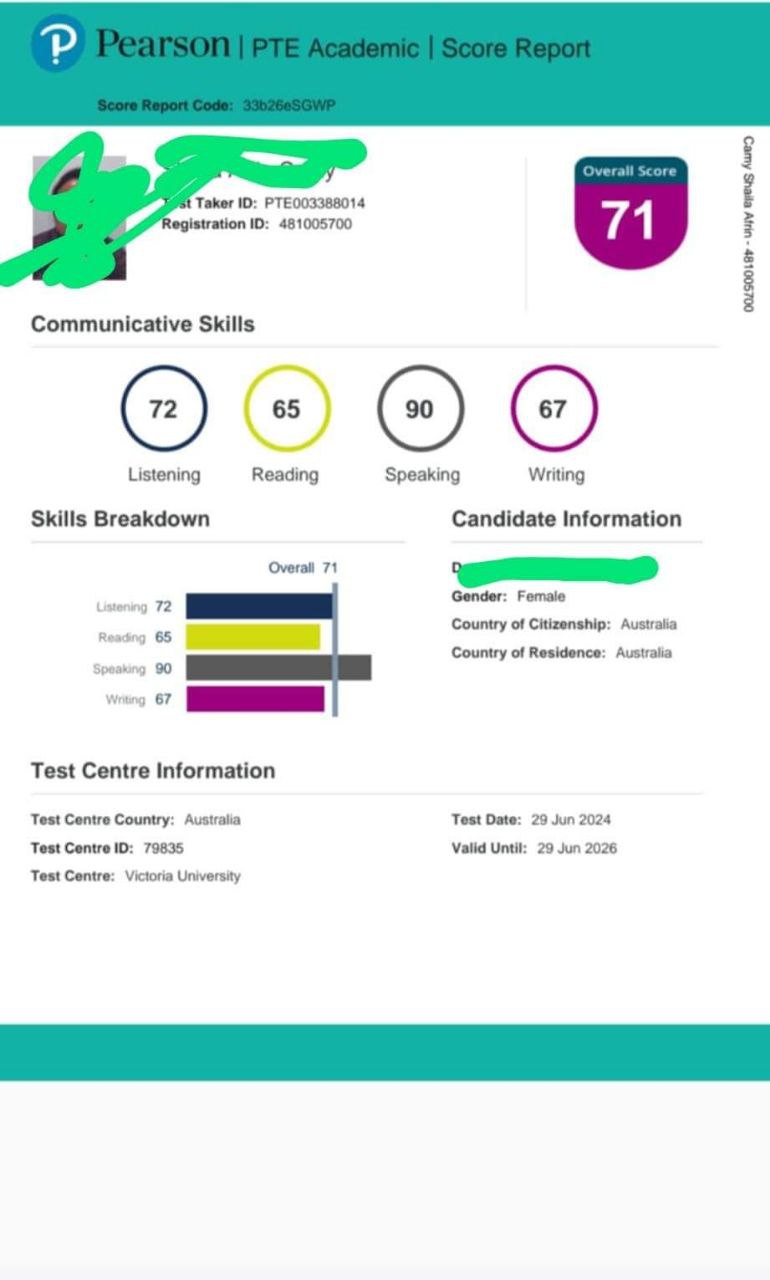 Pearson | PTE Academic | Score Report
Score Report Code: 33b26eSGWP
Test Taker ID: PTE003388014
Registration ID: 481005700
Overall Score
71
Camy Shaila Afrin - 481005700
Communicative Skills
72 65 90 67
Listening Reading Speaking Writing
Skills Breakdown
Overall 71
Listening 72
Reading 65
Speaking 90
Writing 67
Candidate Information
Gender: Female
Country of Citizenship: Australia
Country of Residence: Australia
Test Centre Information
Test Centre Country: Australia
Test Centre ID: 79835
Test Centre: Victoria University
Test Date: 29 Jun 2024
Valid Until: 29 Jun 2026